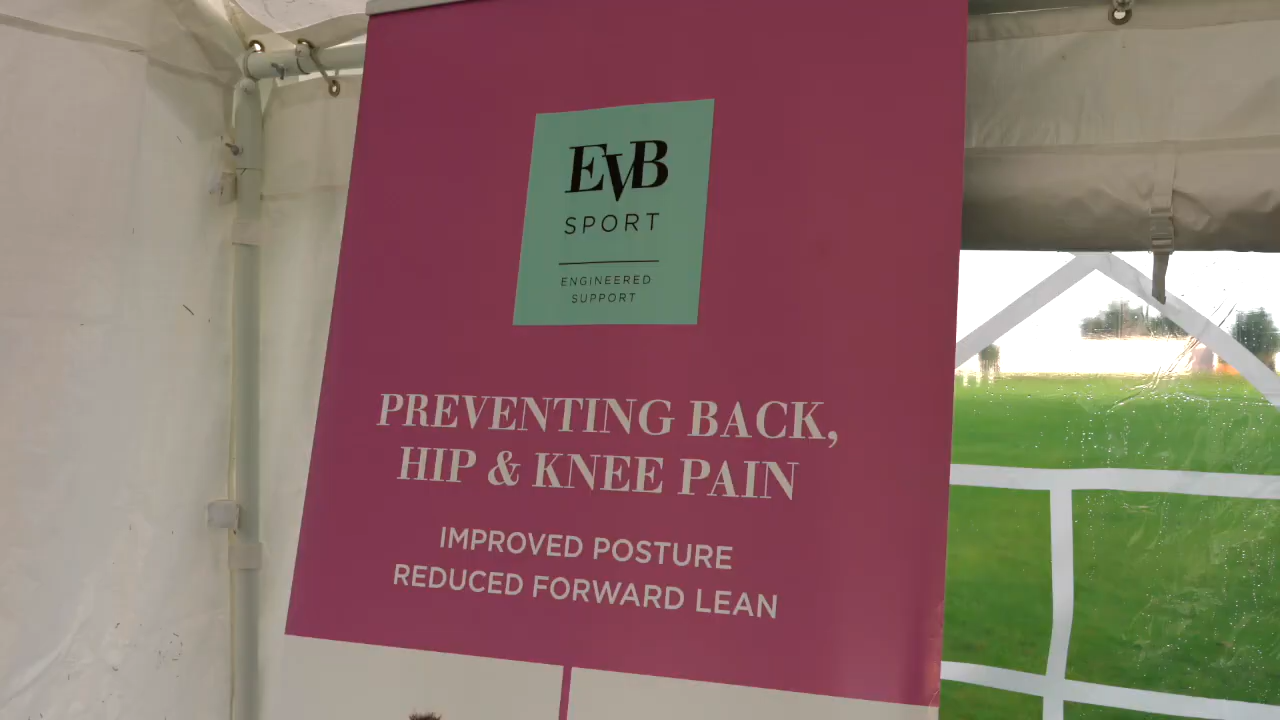 EVB
SPORT
ENGINEERED
SUPPORT
PREVENTING BACK,
HIP & KNEE PAIN
IMPROVED POSTURE
REDUCED FORWARD LEAN